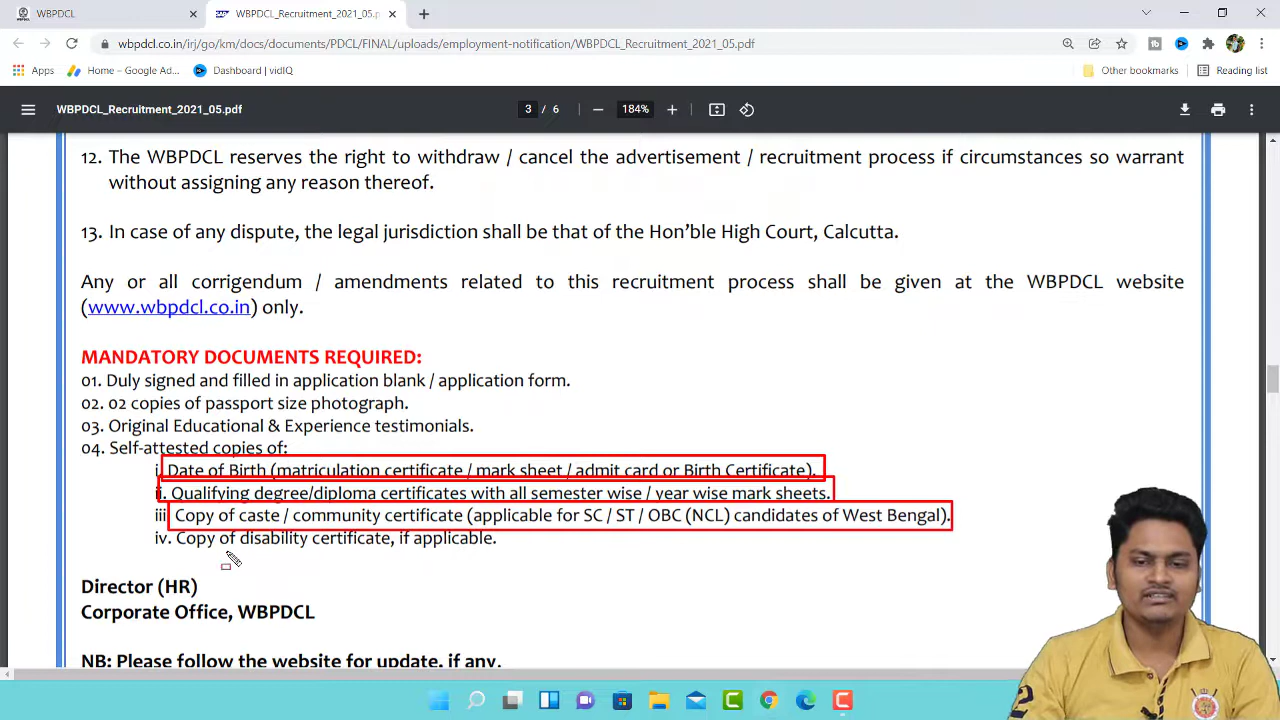 WBPDCL
WBPDCL_Recruitment_2021_05.p
wbpdcl.co.in/irj/go/km/docs/documents/PDCL/FINAL/uploads/employment-notification/WBPDCL_Recruitment_2021_05.pdf
Apps Home – Google Ad... Dashboard | vidIQ Other bookmarks Reading list
WBPDCL_Recruitment_2021_05.pdf 3 / 6 184%
12. The WBPDCL reserves the right to withdraw / cancel the advertisement / recruitment process if circumstances so warrant
without assigning any reason thereof.
13. In case of any dispute, the legal jurisdiction shall be that of the Hon’ble High Court, Calcutta.
Any or all corrigendum / amendments related to this recruitment process shall be given at the WBPDCL website
(www.wbpdcl.co.in) only.
MANDATORY DOCUMENTS REQUIRED:
01. Duly signed and filled in application blank / application form.
02. 02 copies of passport size photograph.
03. Original Educational & Experience testimonials.
04. Self-attested copies of:
i. Date of Birth (matriculation certificate / mark sheet / admit card or Birth Certificate).
ii. Qualifying degree/diploma certificates with all semester wise / year wise mark sheets.
iii Copy of caste / community certificate (applicable for SC / ST / OBC (NCL) candidates of West Bengal).
iv. Copy of disability certificate, if applicable.
Director (HR)
Corporate Office, WBPDCL
NB: Please follow the website for update, if any.
2